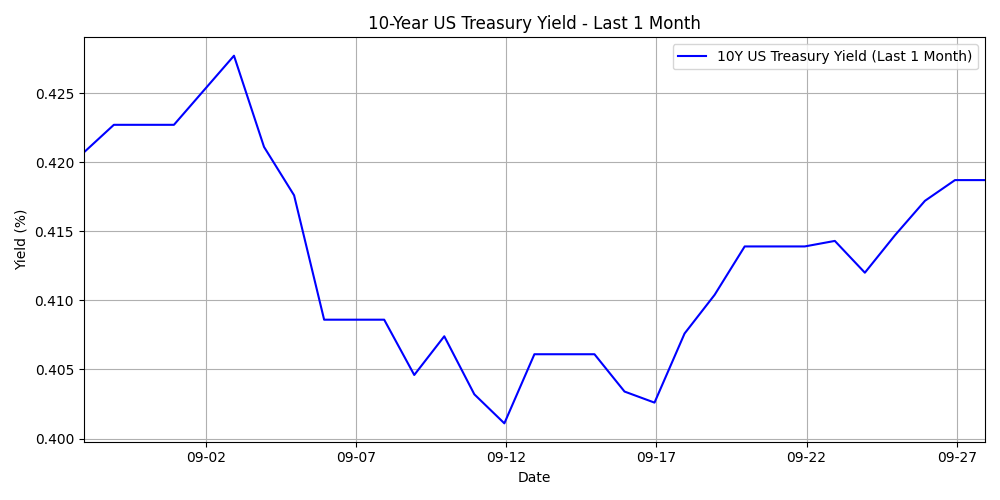 10-Year US Treasury Yield - Last 1 Month
10Y US Treasury Yield (Last 1 Month)
Yield (%)
0.425
0.420
0.415
0.410
0.405
0.400
09-02 09-07 09-12 09-17 09-22 09-27
Date